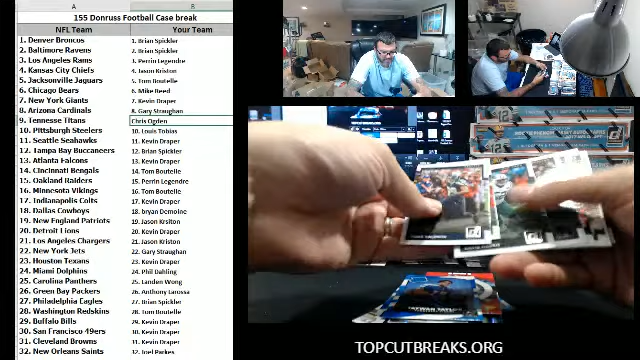 A B
155 Donruss Football Case break
NFL Team Your Team
1. Denver Broncos 1. Brian Spickler
2. Baltimore Ravens 2. Brian Spickler
3. Los Angeles Rams 3. Perrin Legendre
4. Kansas City Chiefs 4. Jason Kriston
5. Jacksonville Jaguars 5. Tom Boutelle
6. Chicago Bears 6. Mike Reed
7. New York Giants 7. Kevin Draper
8. Arizona Cardinals 8. Gary Straughan
9. Tennesse Titans Chris Ogden
10. Pittsburgh Steelers 10. Louis Tobias
11. Seattle Seahawks 11. Kevin Draper
12. Tampa Bay Buccaneers 12. Brian Spickler
13. Atlanta Falcons 13. Kevin Draper
14. Cincinnati Bengals 14. Tom Boutelle
15. Oakland Raiders 15. Perrin Legendre
16. Minnesota Vikings 16. Tom Boutelle
17. Indianapolis Colts 17. Kevin Draper
18. Dallas Cowboys 18. bryan Demoine
19. New England Patriots 19. Jason Krsiton
20. Detroit Lions 20. Kevin Draper
21. Los Angeles Chargers 21. Jason Kriston
22. New York Jets 22. Gary Straughan
23. Houston Texans 23. Kevin Draper
24. Miami Dolphins 24. Phil Dahling
25. Carolina Panthers 25. Landen Wong
26. Green Bay Packers 26. Anthony Larossa
27. Philadelphia Eagles 27. Brian Spickler
28. Washington Redskins 28. Tom Boutelle
29. Buffalo Bills 29. Kevin Draper
30. San Francisco 49ers 30. Kevin Draper
31. Cleveland Browns 31. Kevin Draper
32. New Orleans Saints 32. Joel Parkes
TAYWAN TAYLOR
TOPCUTBREAKS.ORG